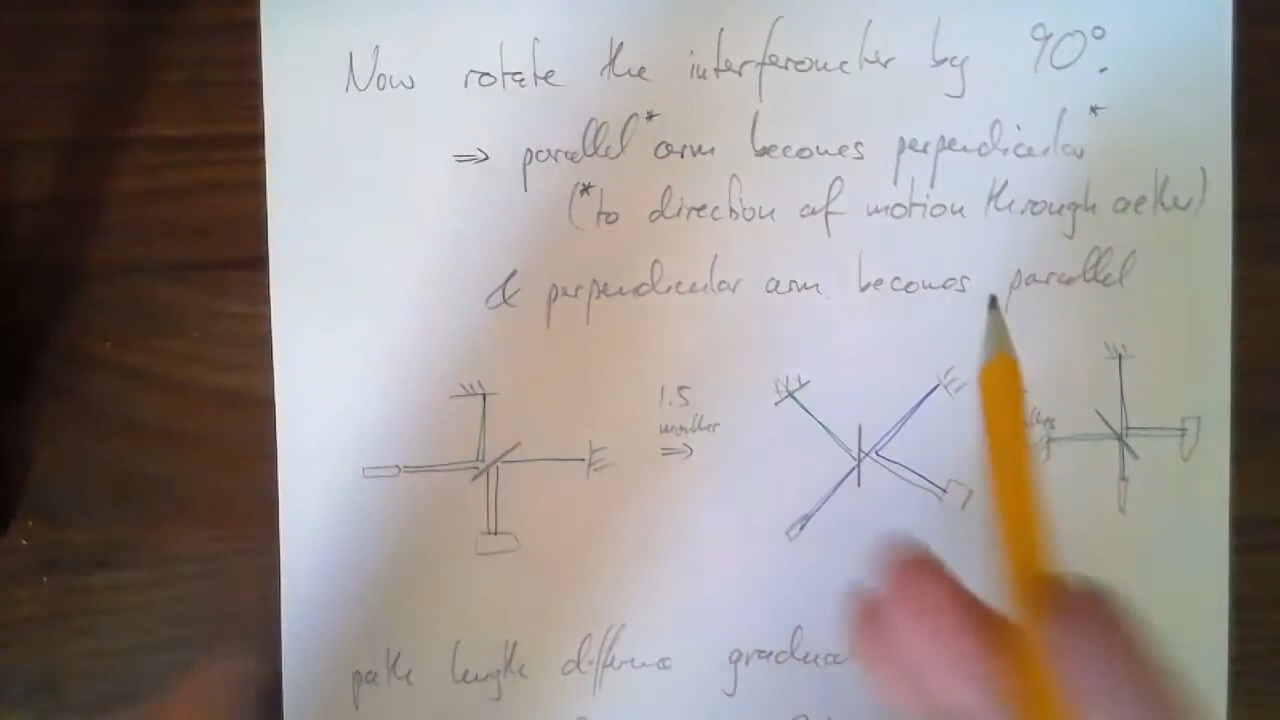 Now rotate the interferometer by 90°.
⇒ parallel* arm becomes perpendicular*
(*to direction of motion through aether)
& perpendicular arm becomes parallel
1.5
⇒
path length difference